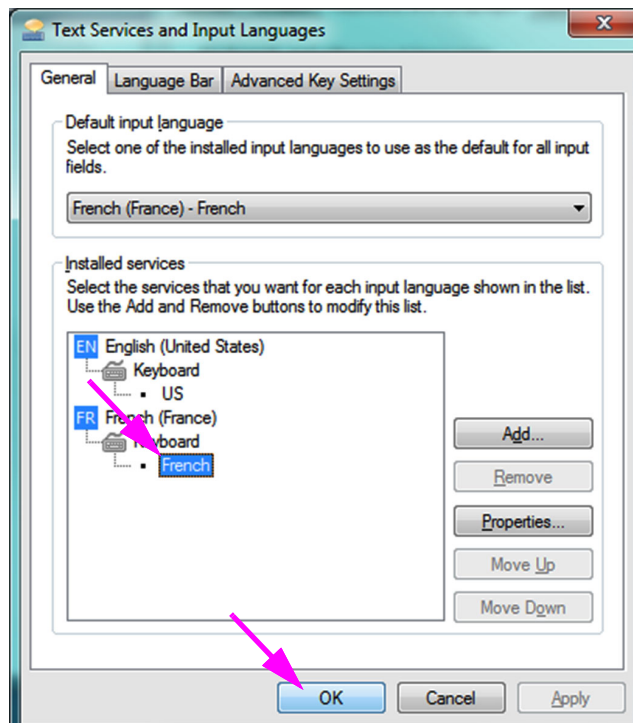 Text Services and Input Languages
General Language Bar Advanced Key Settings
Default input language
Select one of the installed input languages to use as the default for all input
fields.
French (France) - French
Installed services
Select the services that you want for each input language shown in the list.
Use the Add and Remove buttons to modify this list.
EN English (United States)
Keyboard
US
FR French (France)
Keyboard
French
Add...
Remove
Properties...
Move Up
Move Down
OK Cancel Apply